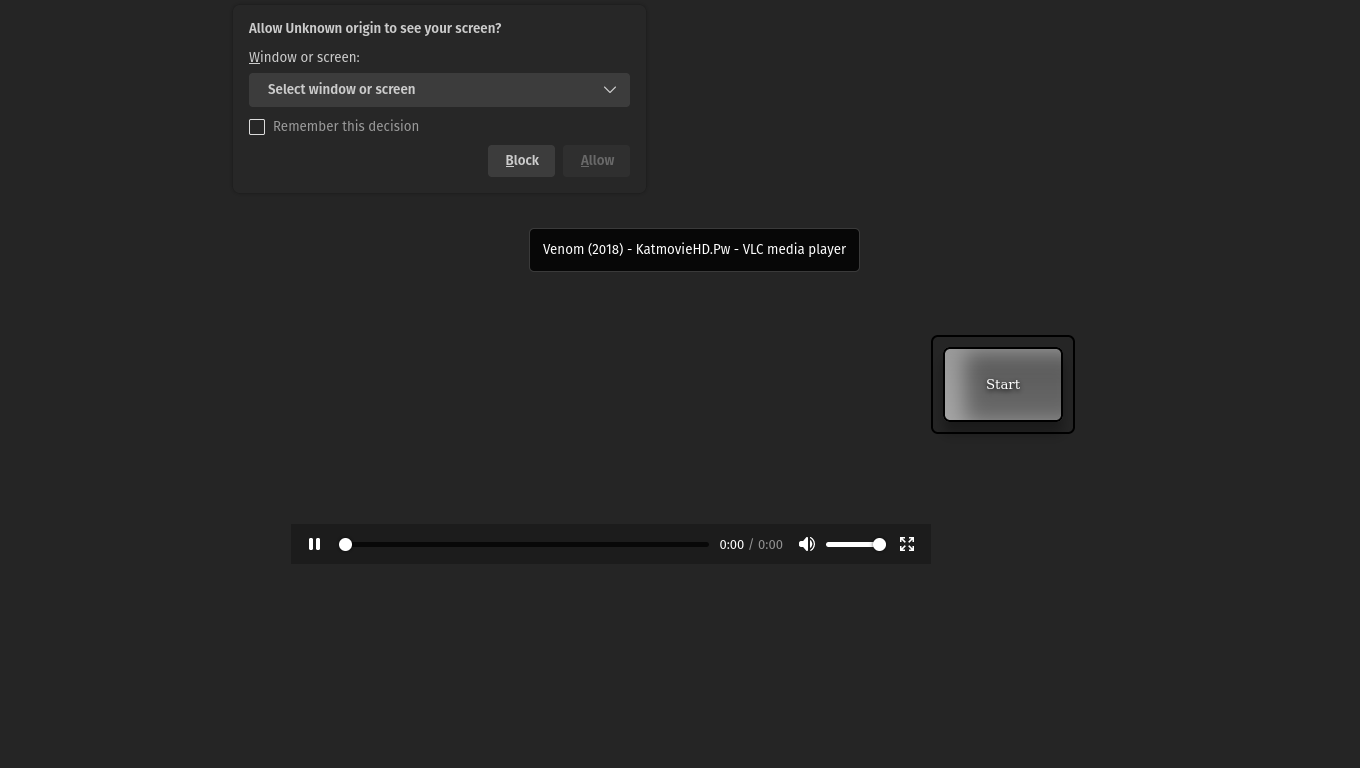 Allow Unknown origin to see your screen?
Window or screen:
Select window or screen
Remember this decision
Block Allow
Venom (2018) - KatmovieHD.Pw - VLC media player
Start
0:00 / 0:00